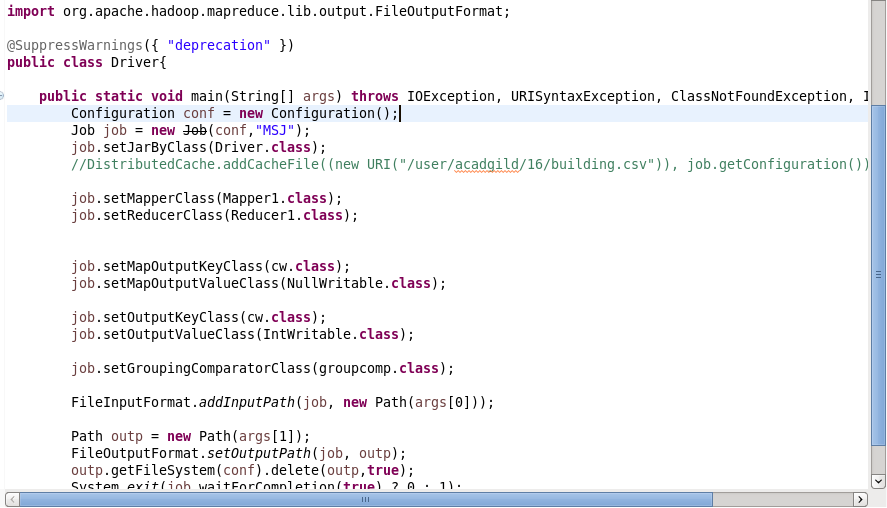 import org.apache.hadoop.mapreduce.lib.output.FileOutputFormat;
@SuppressWarnings({ "deprecation" })
public class Driver{
public static void main(String[] args) throws IOException, URISyntaxException, ClassNotFoundException, I
Configuration conf = new Configuration();
Job job = new Job(conf,"MSJ");
job.setJarByClass(Driver.class);
//DistributedCache.addCacheFile((new URI("/user/acadgild/16/building.csv")), job.getConfiguration())
job.setMapperClass(Mapper1.class);
job.setReducerClass(Reducer1.class);
job.setMapOutputKeyClass(cw.class);
job.setMapOutputValueClass(NullWritable.class);
job.setOutputKeyClass(cw.class);
job.setOutputValueClass(IntWritable.class);
job.setGroupingComparatorClass(groupcomp.class);
FileInputFormat.addInputPath(job, new Path(args[0]));
Path outp = new Path(args[1]);
FileOutputFormat.setOutputPath(job, outp);
outp.getFileSystem(conf).delete(outp,true);
System.exit(job.waitForCompletion(true) ? 0 : 1);